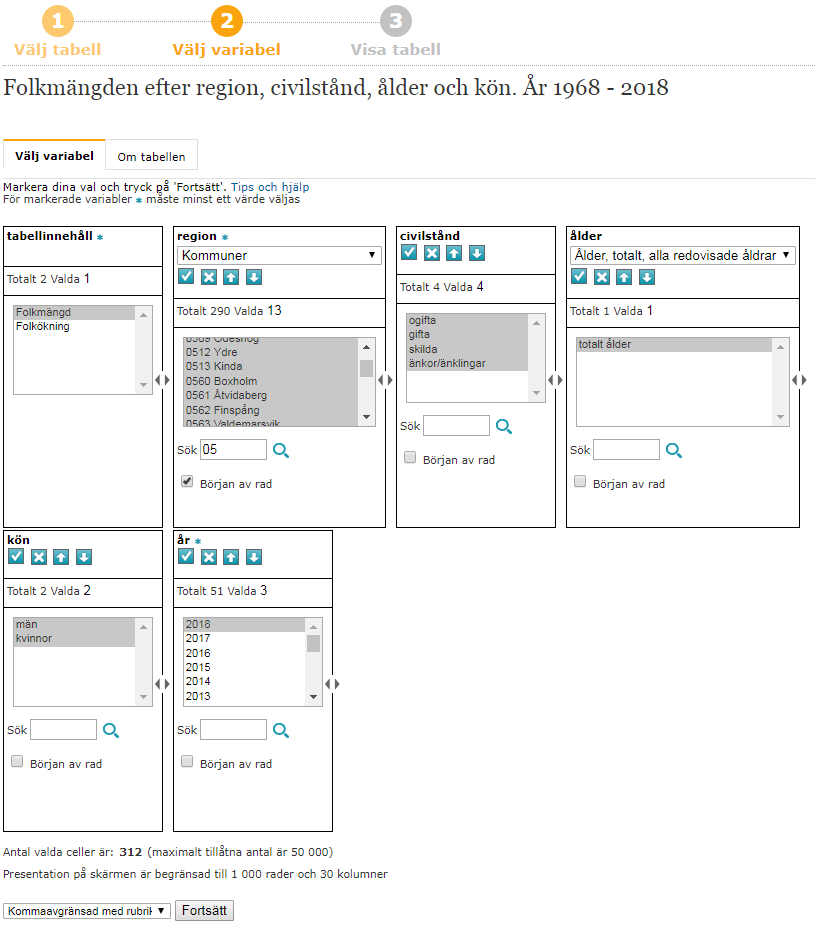 1
2
3
Välj tabell
Välj variabel
Visa tabell
Folkmängden efter region, civilstånd, ålder och kön. År 1968 - 2018
Välj variabel
Om tabellen
Markera dina val och tryck på 'Fortsätt'. Tips och hjälp
För markerade variabler * måste minst ett värde väljas
tabellinnehåll *
Totalt 2 Valda 1
Folkmängd
Folkökning
region *
Kommuner
Totalt 290 Valda 13
0509 Ödeshög
0512 Ydre
0513 Kinda
0560 Boxholm
0561 Åtvidaberg
0562 Finspång
0563 Valdemarsvik
Sök 05
Början av rad
civilstånd
Totalt 4 Valda 4
ogifta
gifta
skilda
änkor/änklingar
Sök
Början av rad
ålder
Ålder, totalt, alla redovisade åldrar
Totalt 1 Valda 1
totalt ålder
Sök
Början av rad
kön
Totalt 2 Valda 2
män
kvinnor
Sök
Början av rad
år *
Totalt 51 Valda 3
2018
2017
2016
2015
2014
2013
Sök
Början av rad
Antal valda celler är: 312 (maximalt tillåtna antal är 50 000)
Presentation på skärmen är begränsad till 1 000 rader och 30 kolumner
Kommaavgränsad med rubrik
Fortsätt